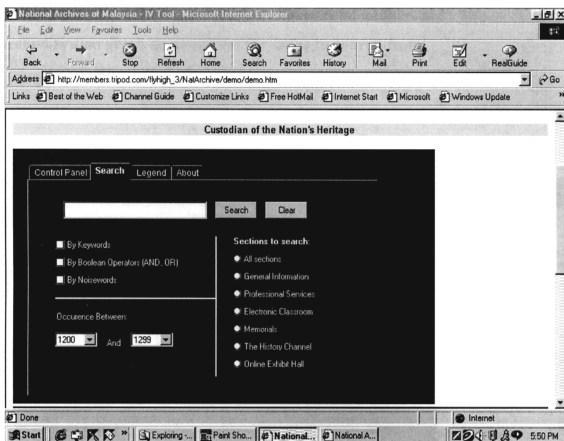 National Archives of Malaysia - IV Tool - Microsoft Internet Explorer
File Edit View Favorites Tools Help
Back Forward Stop Refresh Home Search Favorites History Mail Print Edit RealGuide
Address http://members.tripod.com/flyhigh_3/NatArchive/demo/demo.htm Go
Links Best of the Web Channel Guide Customize Links Free HotMail Internet Start Microsoft Windows Update
Custodian of the Nation's Heritage
Control Panel Search Legend About
Search Clear
By Keywords
By Boolean Operators (AND, OR)
By Noisewords
Occurence Between:
1200 And 1299
Sections to search:
All sections
General Information
Professional Services
Electronic Classroom
Memorials
The History Channel
Online Exhibit Hall
Done Internet
Start Exploring -... Paint Sho... National... National A... 5:50 PM